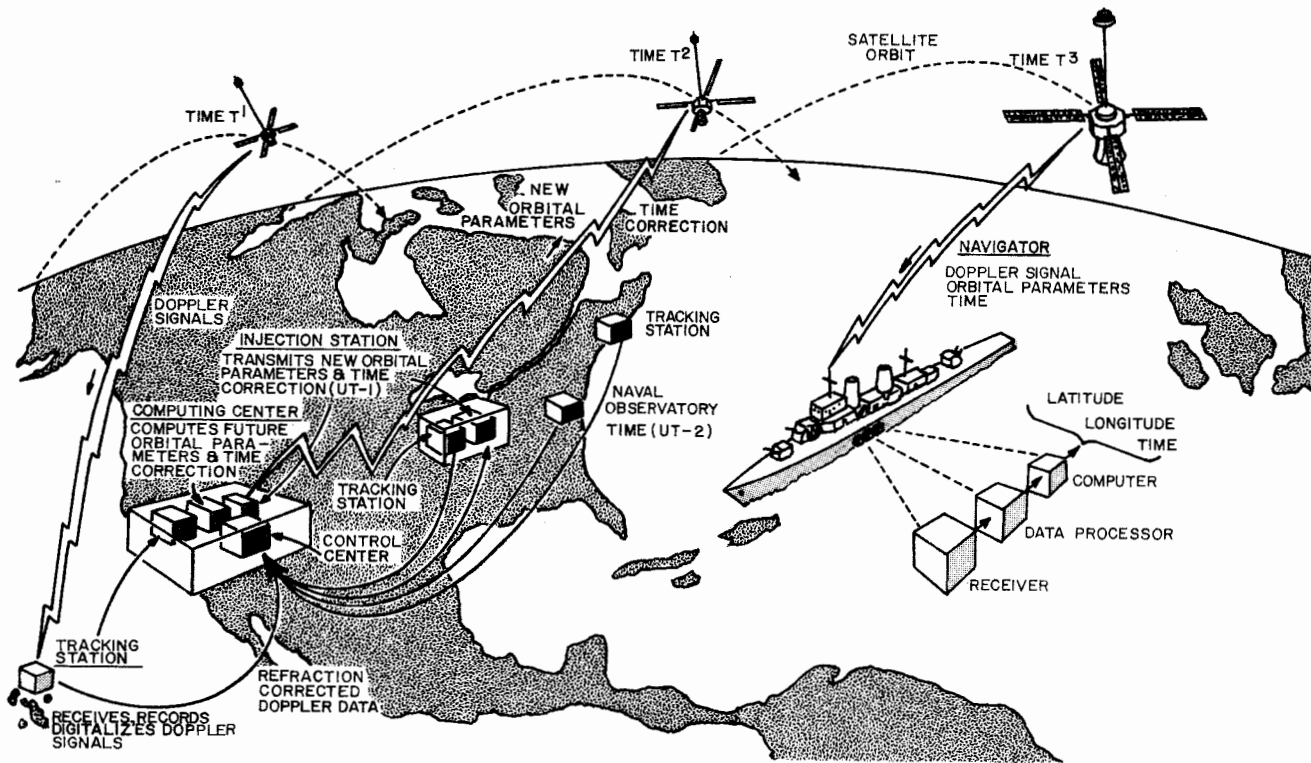 TIME T1
TIME T2
SATELLITE
ORBIT
TIME T3
NEW
ORBITAL
PARAMETERS
TIME
CORRECTION
NAVIGATOR
DOPPLER SIGNAL
ORBITAL PARAMETERS
TIME
DOPPLER
SIGNALS
INJECTION STATION
TRANSMITS NEW ORBITAL
PARAMETERS & TIME
CORRECTION (UT-1)
TRACKING
STATION
COMPUTING CENTER
COMPUTES FUTURE
ORBITAL PARA-
METERS & TIME
CORRECTION
NAVAL
OBSERVATORY
TIME (UT-2)
LATITUDE
LONGITUDE
TIME
COMPUTER
DATA PROCESSOR
RECEIVER
TRACKING
STATION
CONTROL
CENTER
TRACKING
STATION
REFRACTION
CORRECTED
DOPPLER DATA
RECEIVES, RECORDS
DIGITALIZES DOPPLER
SIGNALS